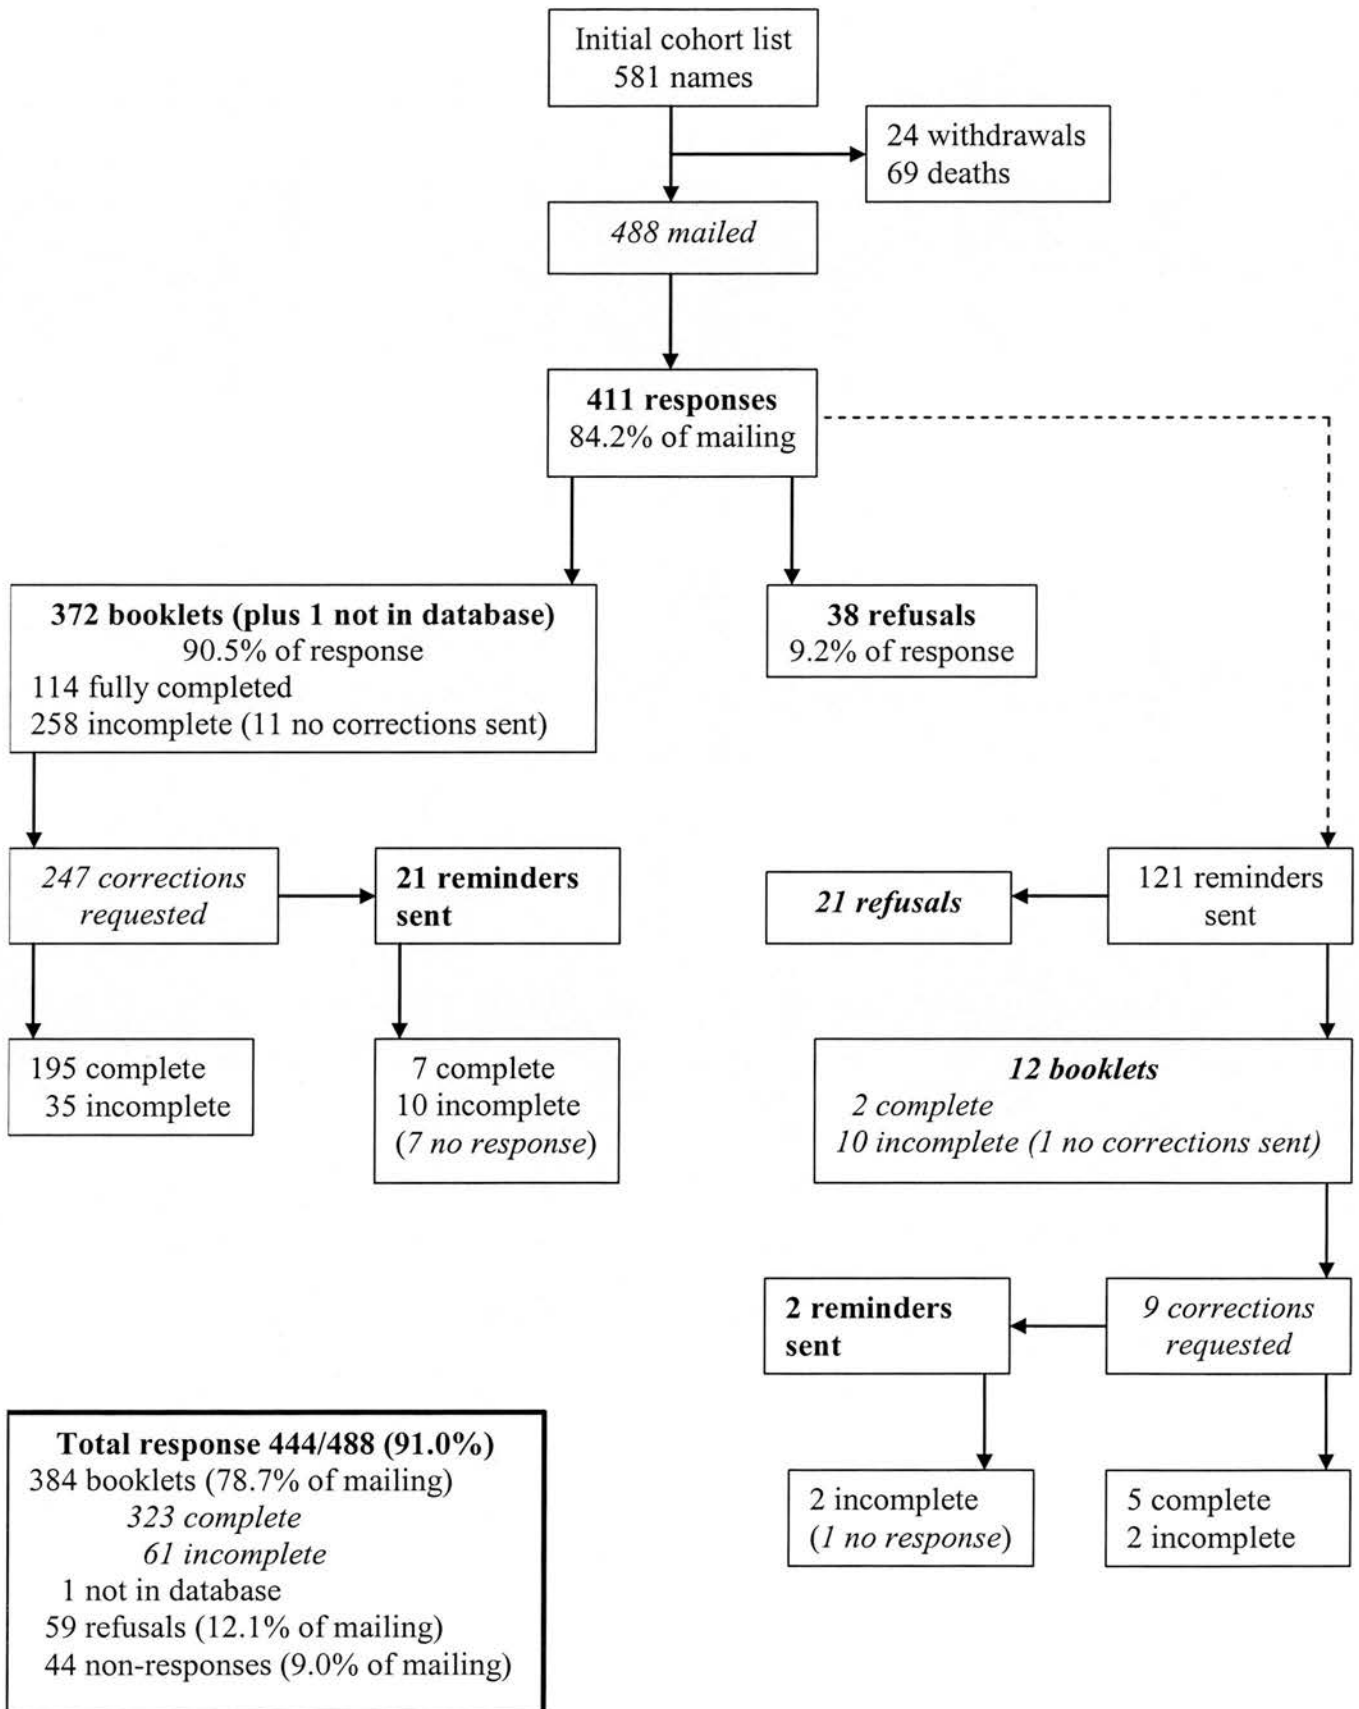 Initial cohort list
581 names
24 withdrawals
69 deaths
488 mailed
411 responses
84.2% of mailing
372 booklets (plus 1 not in database)
90.5% of response
114 fully completed
258 incomplete (11 no corrections sent)
38 refusals
9.2% of response
247 corrections
requested
21 reminders
sent
21 refusals
121 reminders
sent
195 complete
35 incomplete
7 complete
10 incomplete
(7 no response)
12 booklets
2 complete
10 incomplete (1 no corrections sent)
2 reminders
sent
9 corrections
requested
2 incomplete
(1 no response)
5 complete
2 incomplete
Total response 444/488 (91.0%)
384 booklets (78.7% of mailing)
323 complete
61 incomplete
1 not in database
59 refusals (12.1% of mailing)
44 non-responses (9.0% of mailing)